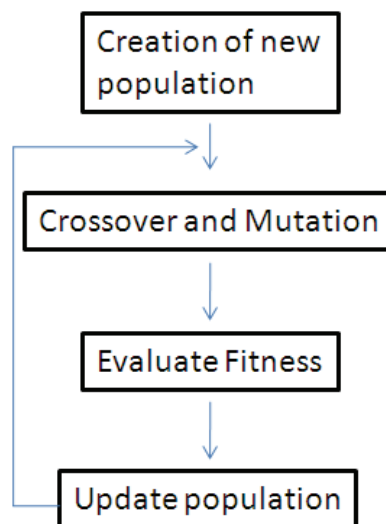 Creation of new
population
Crossover and Mutation
Evaluate Fitness
Update population